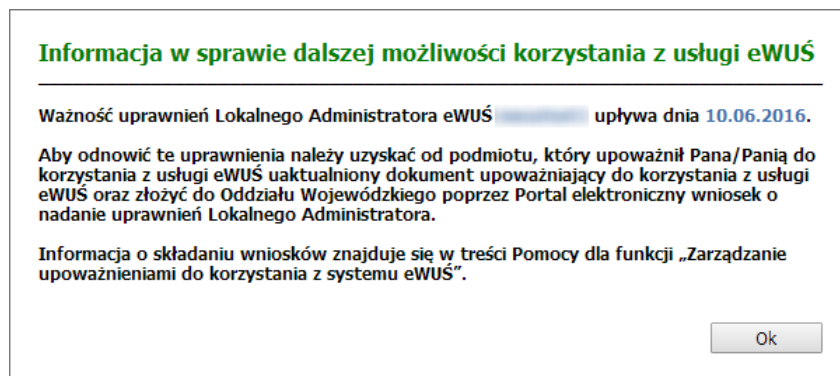 Informacja w sprawie dalszej możliwości korzystania z usługi eWUŚ
Ważność uprawnień Lokalnego Administratora eWUŚ upływa dnia 10.06.2016.
Aby odnowić te uprawnienia należy uzyskać od podmiotu, który upoważnił Pana/Panią do
korzystania z usługi eWUŚ uaktualniony dokument upoważniający do korzystania z usługi
eWUŚ oraz złożyć do Oddziału Wojewódzkiego poprzez Portal elektroniczny wniosek o
nadanie uprawnień Lokalnego Administratora.
Informacja o składaniu wniosków znajduje się w treści Pomocy dla funkcji „Zarządzanie
upoważnieniami do korzystania z systemu eWUŚ”.
Ok